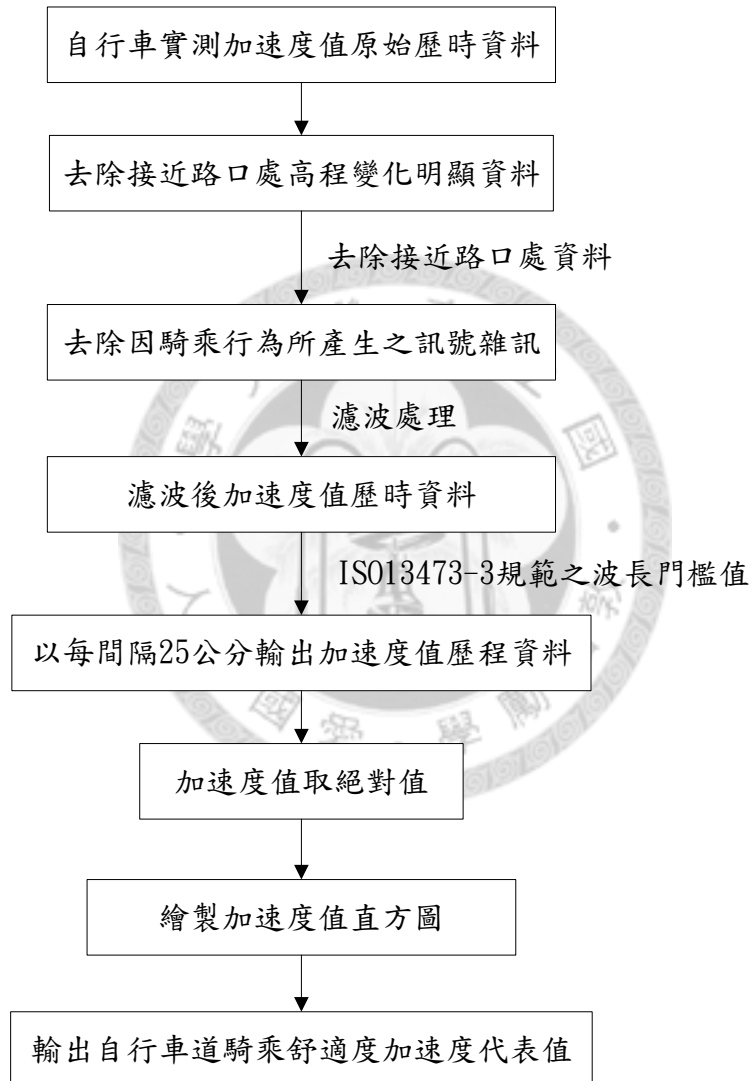 自行車實測加速度值原始歷時資料
去除接近路口處高程變化明顯資料
去除接近路口處資料
去除因騎乘行為所產生之訊號雜訊
濾波處理
濾波後加速度值歷時資料
ISO13473-3規範之波長門檻值
以每間隔25公分輸出加速度值歷程資料
加速度值取絕對值
繪製加速度值直方圖
輸出自行車道騎乘舒適度加速度代表值